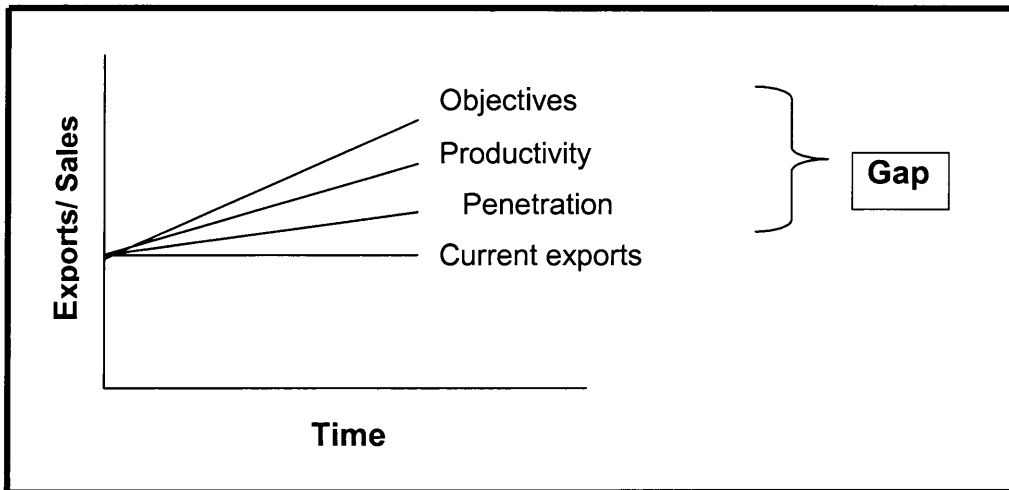 Objectives
Productivity
Penetration
Current exports
Gap
Exports/ Sales
Time